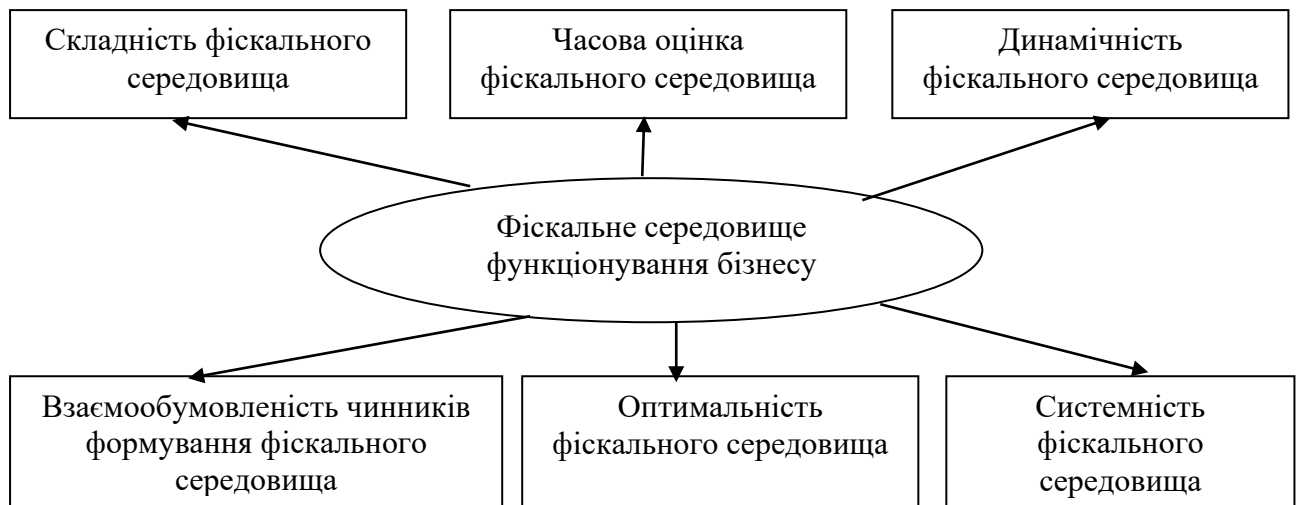 Складність фіскального
середовища
Часова оцінка
фіскального середовища
Динамічність
фіскального середовища
Фіскальне середовище
функціонування бізнесу
Взаємообумовленість чинників
формування фіскального
середовища
Оптимальність
фіскального середовища
Системність
фіскального
середовища